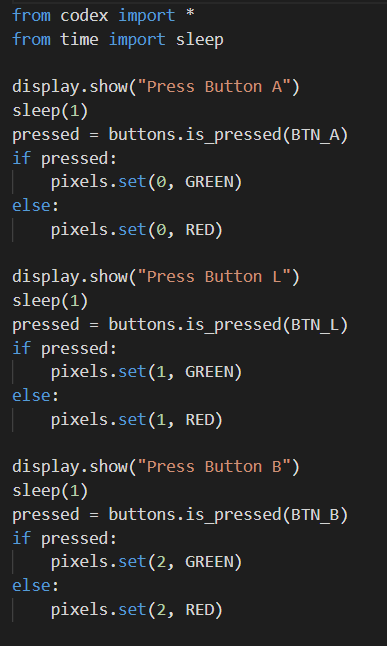 from codex import *
from time import sleep

display.show("Press Button A")
sleep(1)
pressed = buttons.is_pressed(BTN_A)
if pressed:
    pixels.set(0, GREEN)
else:
    pixels.set(0, RED)

display.show("Press Button L")
sleep(1)
pressed = buttons.is_pressed(BTN_L)
if pressed:
    pixels.set(1, GREEN)
else:
    pixels.set(1, RED)

display.show("Press Button B")
sleep(1)
pressed = buttons.is_pressed(BTN_B)
if pressed:
    pixels.set(2, GREEN)
else:
    pixels.set(2, RED)